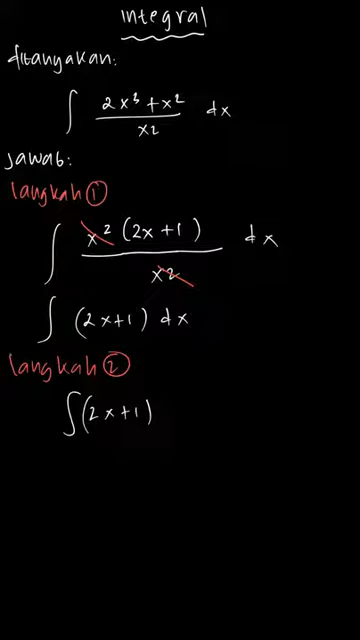 Integral
ditanyakan:
∫ (2x³ + x²)/x2 dx
Jawab:
langkah ①
∫ x² (2x+1)/x2 dx
∫ (2x+1) dx
langkah ②
∫(2x+1)